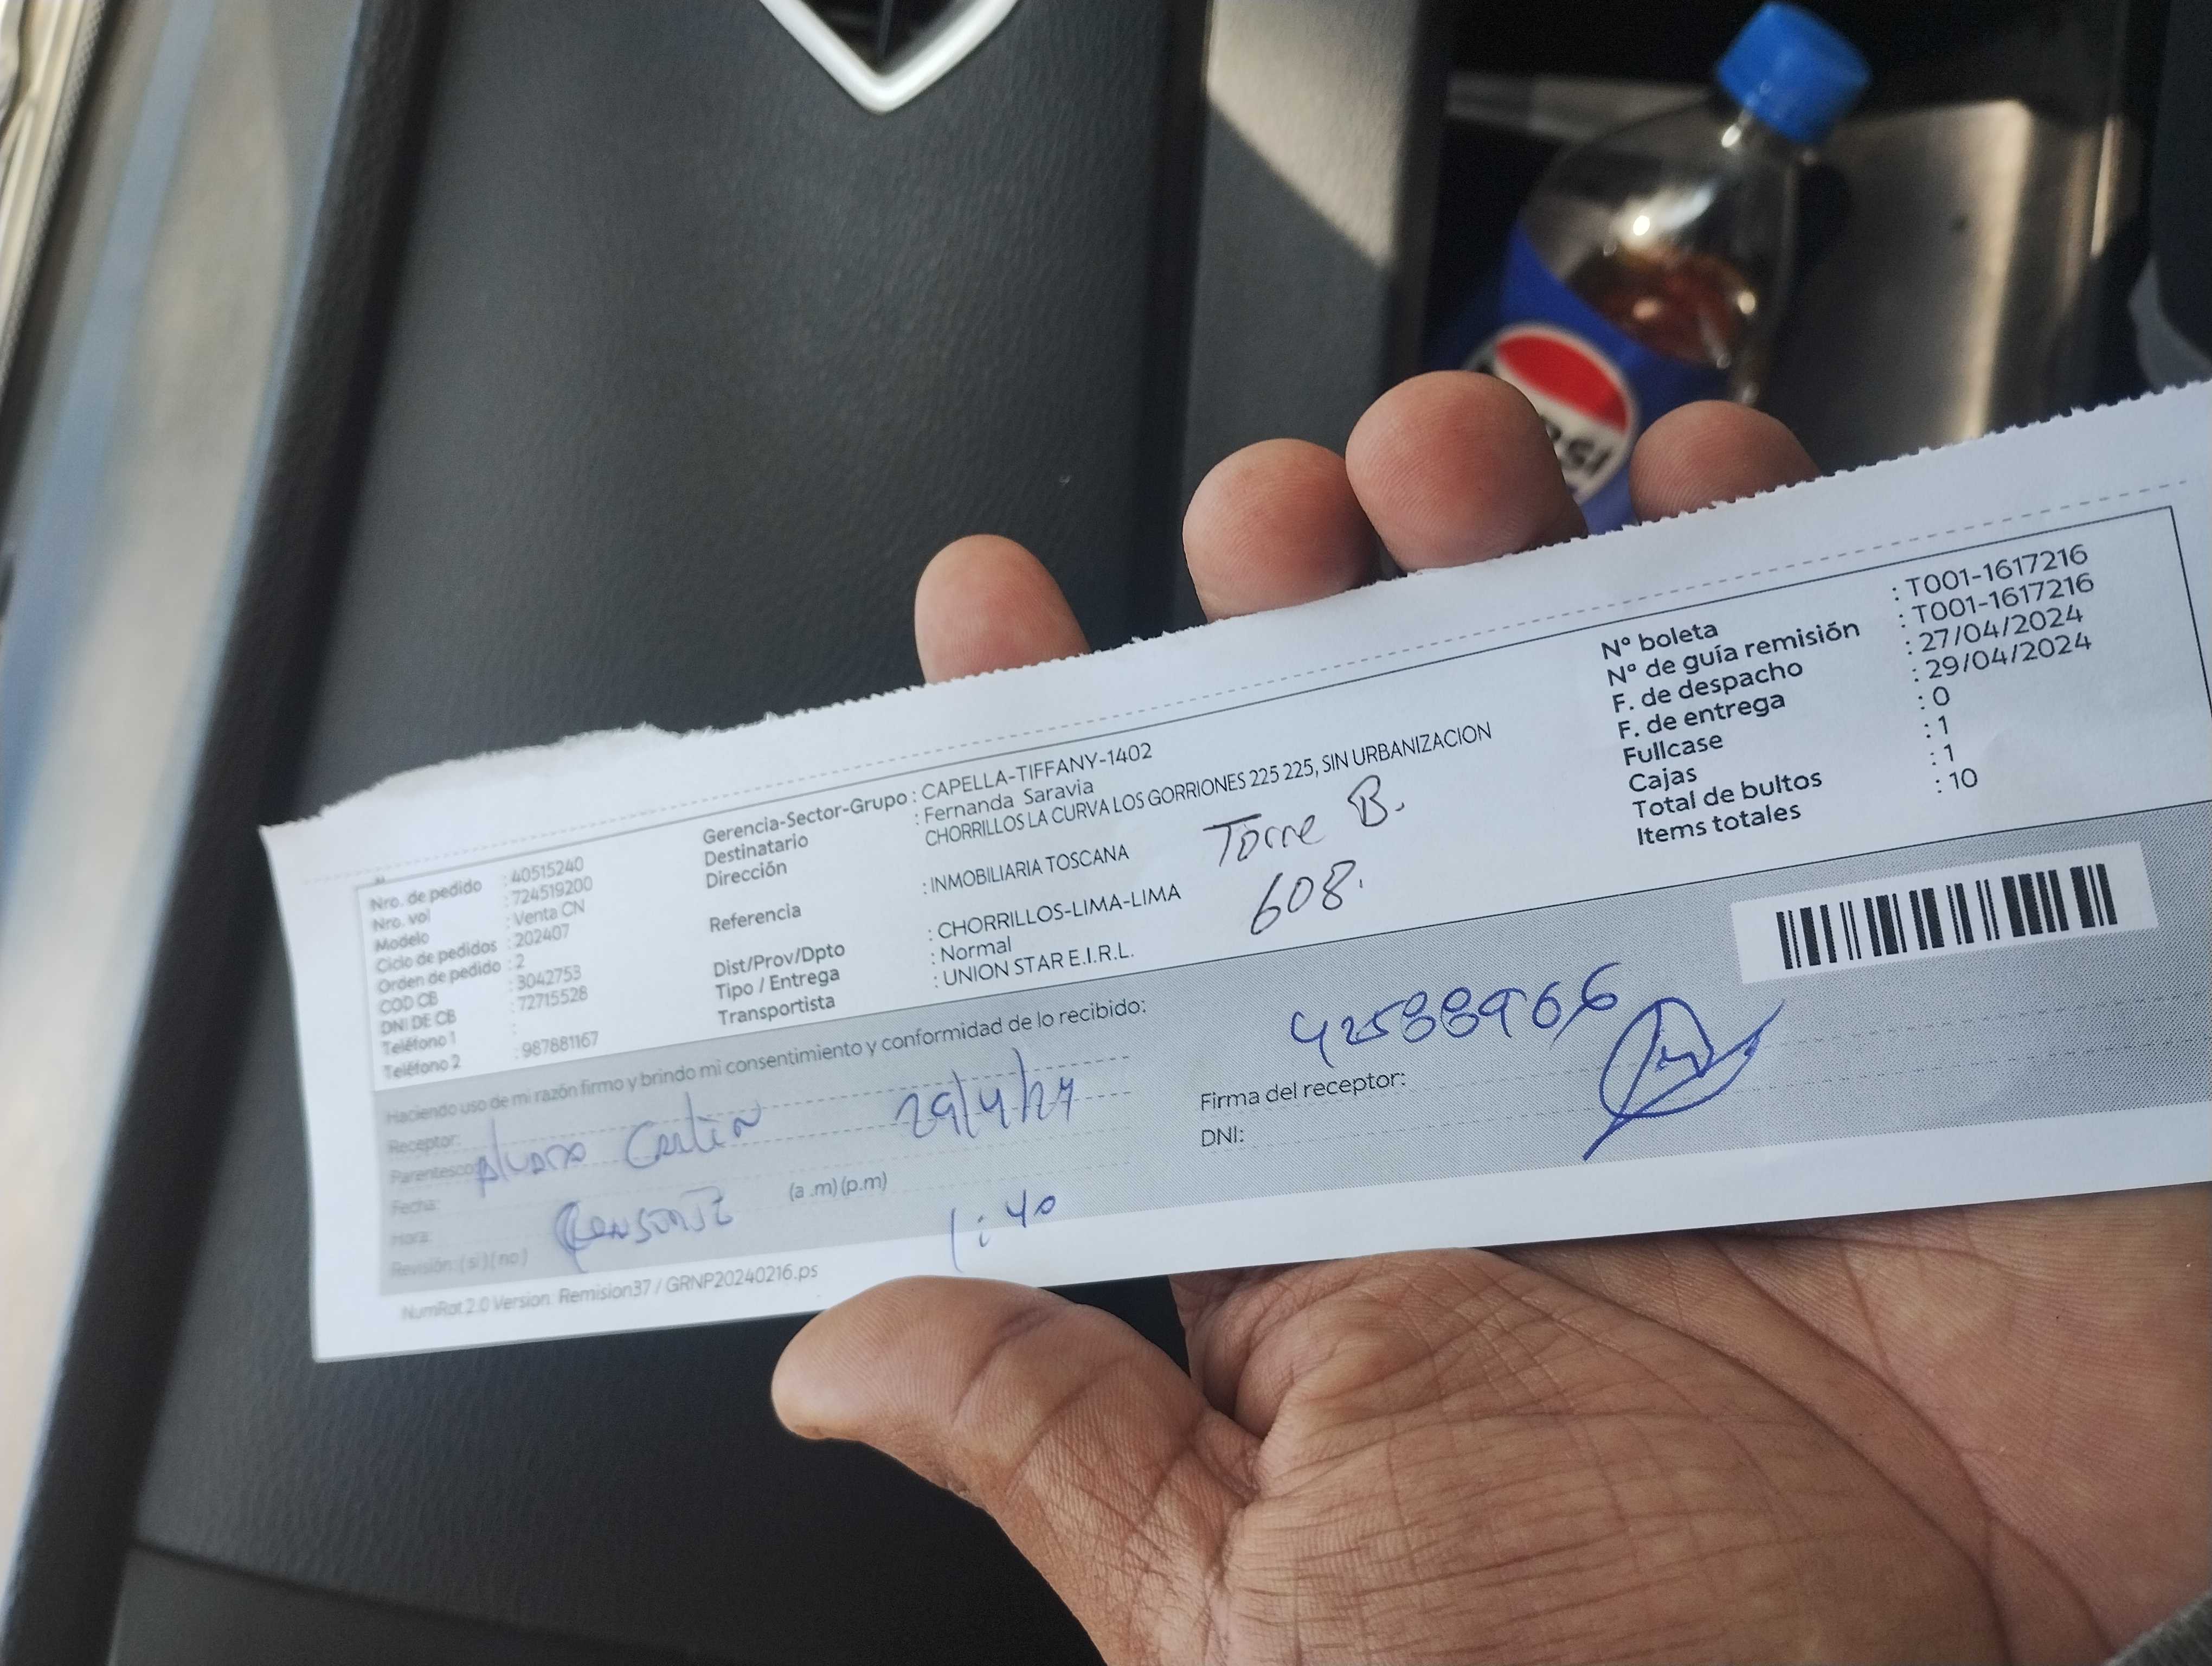 Nro. de pedido : 40515240
Nro. vol : 724519200
Modelo : Venta CN
Ciclo de pedidos : 202407
Orden de pedido : 2
COD CB : 3042753
DNI DE CB : 72715528
Teléfono 1 :
Teléfono 2 : 987881167
Gerencia-Sector-Grupo : CAPELLA-TIFFANY-1402
Destinatario : Fernanda Saravia
Dirección CHORRILLOS LA CURVA LOS GORRIONES 225 225, SIN URBANIZACION
Referencia : INMOBILIARIA TOSCANA
Dist/Prov/Dpto : CHORRILLOS-LIMA-LIMA
Tipo / Entrega : Normal
Transportista : UNION STAR E.I.R.L.
Torre B.
608.
N° boleta : T001-1617216
N° de guía remisión : T001-1617216
F. de despacho : 27/04/2024
F. de entrega : 29/04/2024
Fullcase : 0
Cajas : 1
Total de bultos : 1
Items totales : 10
Haciendo uso de mi razón firmo y brindo mi consentimiento y conformidad de lo recibido:
Receptor:
Parentesco:
Fecha:
Hora: (a .m) (p.m)
Revisión: ( si ) ( no )
29/4/24
1:40
42588966
Firma del receptor:
DNI:
NumRot 2.0 Version: Remision37 / GRNP20240216.ps